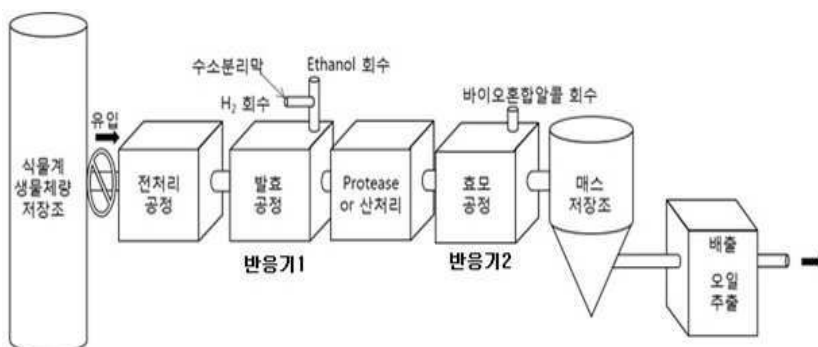 식물계
생물체량
저장조
유입
전처리
공정
수소분리막
H2 회수
Ethanol 회수
발효
공정
반응기1
Protease
or 산처리
바이오혼합알콜 회수
효모
공정
반응기2
매스
저장조
배출
오일
추출